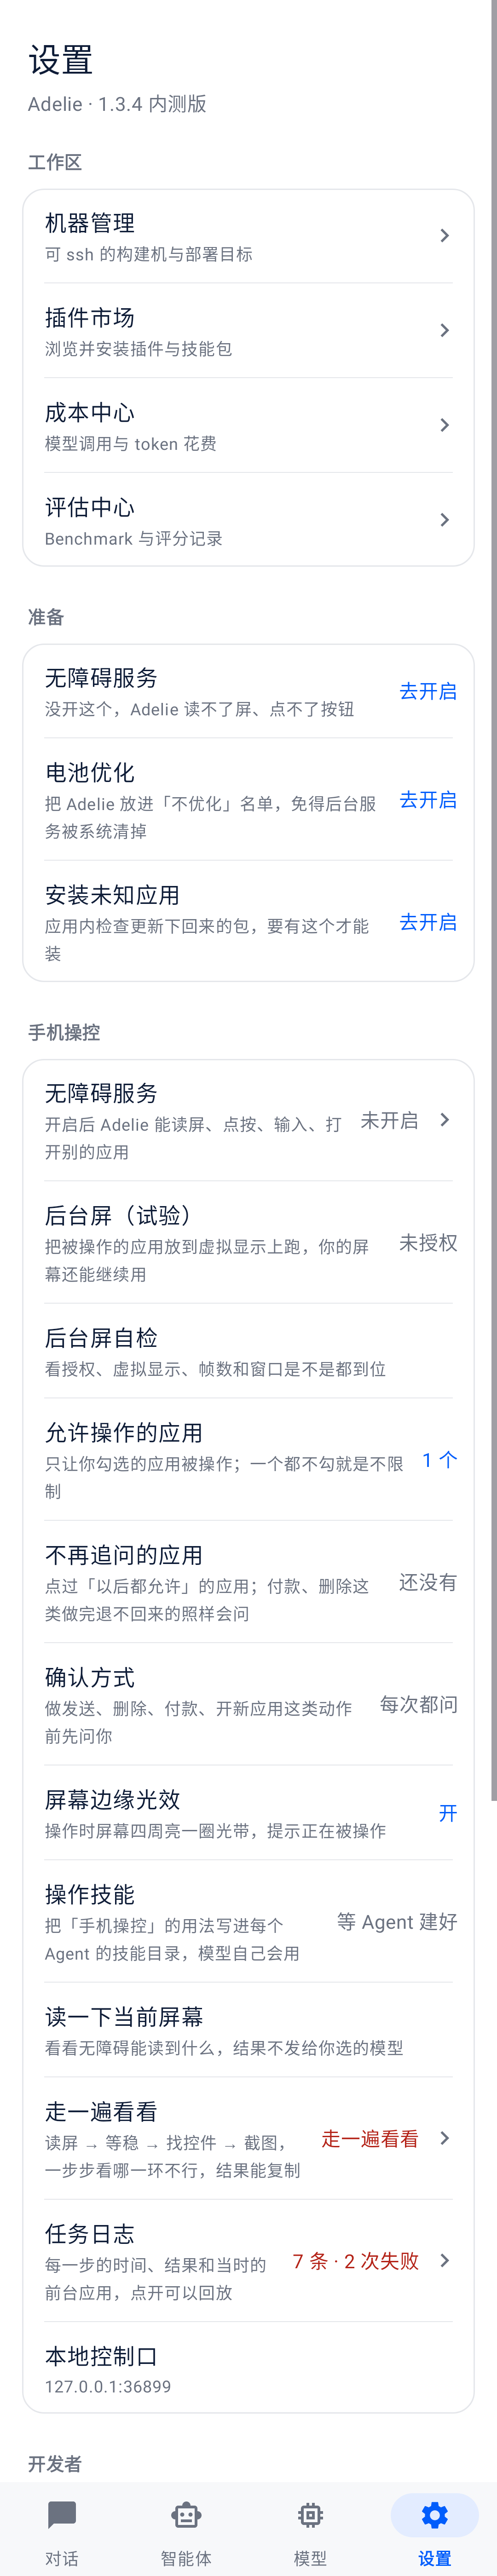 设置
Adelie · 1.3.4 内测版
工作区
机器管理
可 ssh 的构建机与部署目标
插件市场
浏览并安装插件与技能包
成本中心
模型调用与 token 花费
评估中心
Benchmark 与评分记录
准备
无障碍服务
没开这个，Adelie 读不了屏、点不了按钮
去开启
电池优化
把 Adelie 放进「不优化」名单，免得后台服
务被系统清掉
去开启
安装未知应用
应用内检查更新下回来的包，要有这个才能
装
去开启
手机操控
无障碍服务
开启后 Adelie 能读屏、点按、输入、打
开别的应用
未开启
后台屏（试验）
把被操作的应用放到虚拟显示上跑，你的屏
幕还能继续用
未授权
后台屏自检
看授权、虚拟显示、帧数和窗口是不是都到位
允许操作的应用
只让你勾选的应用被操作；一个都不勾就是不限
制
1 个
不再追问的应用
点过「以后都允许」的应用；付款、删除这
类做完退不回来的照样会问
还没有
确认方式
做发送、删除、付款、开新应用这类动作
前先问你
每次都问
屏幕边缘光效
操作时屏幕四周亮一圈光带，提示正在被操作
开
操作技能
把「手机操控」的用法写进每个
Agent 的技能目录，模型自己会用
等 Agent 建好
读一下当前屏幕
看看无障碍能读到什么，结果不发给你选的模型
走一遍看看
读屏 → 等稳 → 找控件 → 截图，
一步步看哪一环不行，结果能复制
走一遍看看
任务日志
每一步的时间、结果和当时的
前台应用，点开可以回放
7 条 · 2 次失败
本地控制口
127.0.0.1:36899
开发者
对话
智能体
模型
设置